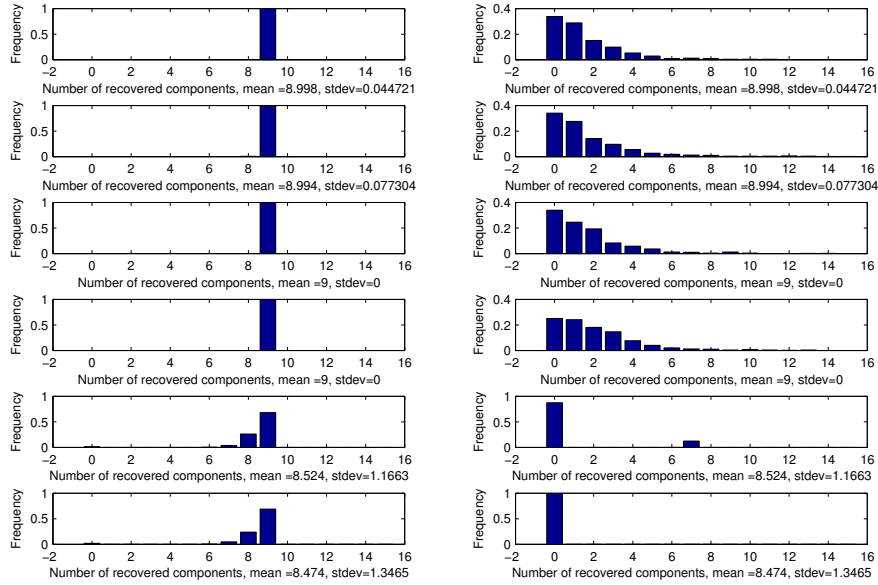 1
0.5
0
Frequency
−2 0 2 4 6 8 10 12 14 16
Number of recovered components, mean =8.998, stdev=0.044721
0.4
0.2
0
Frequency
−2 0 2 4 6 8 10 12 14 16
Number of recovered components, mean =8.998, stdev=0.044721
1
0.5
0
Frequency
−2 0 2 4 6 8 10 12 14 16
Number of recovered components, mean =8.994, stdev=0.077304
0.4
0.2
0
Frequency
−2 0 2 4 6 8 10 12 14 16
Number of recovered components, mean =8.994, stdev=0.077304
1
0.5
0
Frequency
−2 0 2 4 6 8 10 12 14 16
Number of recovered components, mean =9, stdev=0
0.4
0.2
0
Frequency
−2 0 2 4 6 8 10 12 14 16
Number of recovered components, mean =9, stdev=0
1
0.5
0
Frequency
−2 0 2 4 6 8 10 12 14 16
Number of recovered components, mean =9, stdev=0
0.4
0.2
0
Frequency
−2 0 2 4 6 8 10 12 14 16
Number of recovered components, mean =9, stdev=0
1
0.5
0
Frequency
−2 0 2 4 6 8 10 12 14 16
Number of recovered components, mean =8.524, stdev=1.1663
1
0.5
0
Frequency
−2 0 2 4 6 8 10 12 14 16
Number of recovered components, mean =8.524, stdev=1.1663
1
0.5
0
Frequency
−2 0 2 4 6 8 10 12 14 16
Number of recovered components, mean =8.474, stdev=1.3465
1
0.5
0
Frequency
−2 0 2 4 6 8 10 12 14 16
Number of recovered components, mean =8.474, stdev=1.3465